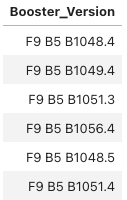 Booster_Version
F9 B5 B1048.4
F9 B5 B1049.4
F9 B5 B1051.3
F9 B5 B1056.4
F9 B5 B1048.5
F9 B5 B1051.4